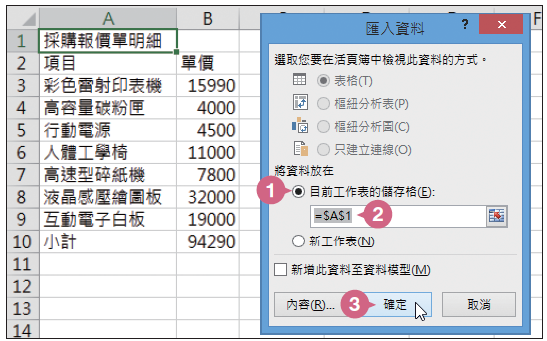 A B F
1 採購報價單明細
2 項目 單價
3 彩色雷射印表機 15990
4 高容量碳粉匣 4000
5 行動電源 4500
6 人體工學椅 11000
7 高速型碎紙機 7800
8 液晶感壓繪圖板 32000
9 互動電子白板 19000
10 小計 94290
11
12
13
14
匯入資料 ? ×
選取您要在活頁簿中檢視此資料的方式。
表格(T)
樞紐分析表(P)
樞紐分析圖(C)
只建立連線(O)
將資料放在
1 目前工作表的儲存格(E):
=$A$1 2
新工作表(N)
新增此資料至資料模型(M)
內容(R)... 3 確定 取消